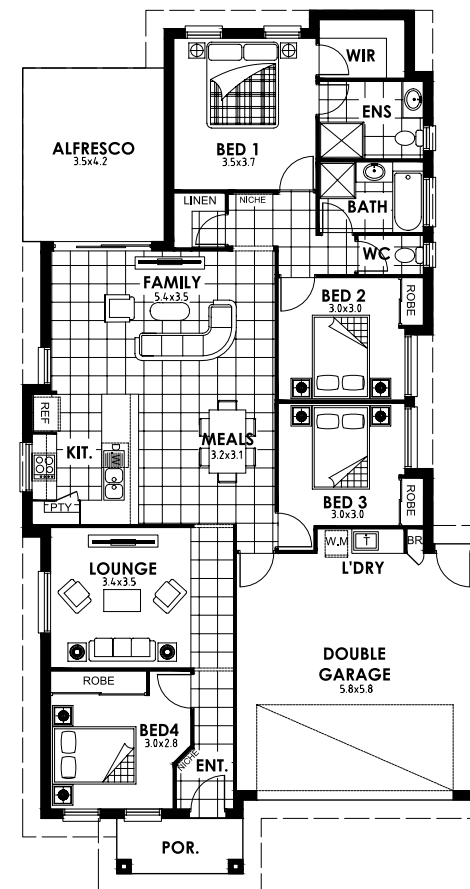 WIR
ENS
BED 1
3.5x3.7
ALFRESCO
3.5x4.2
LINEN
NICHE
BATH
WC
FAMILY
5.4x3.5
BED 2
3.0x3.0
ROBE
REF
KIT.
MEALS
3.2x3.1
BED 3
3.0x3.0
ROBE
PTY
W.M
T
BR
L'DRY
LOUNGE
3.4x3.5
DOUBLE
GARAGE
5.8x5.8
ROBE
BED4
3.0x2.8
NICHE
ENT.
POR.